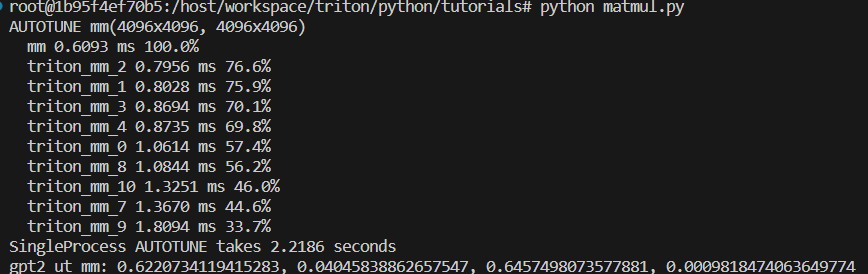 root@1b95f4ef70b5:/host/workspace/triton/python/tutorials# python matmul.py
AUTOTUNE mm(4096x4096, 4096x4096)
mm 0.6093 ms 100.0%
triton_mm_2 0.7956 ms 76.6%
triton_mm_1 0.8028 ms 75.9%
triton_mm_3 0.8694 ms 70.1%
triton_mm_4 0.8735 ms 69.8%
triton_mm_0 1.0614 ms 57.4%
triton_mm_8 1.0844 ms 56.2%
triton_mm_10 1.3251 ms 46.0%
triton_mm_7 1.3670 ms 44.6%
triton_mm_9 1.8094 ms 33.7%
SingleProcess AUTOTUNE takes 2.2186 seconds
gpt2 ut mm: 0.6220734119415283, 0.04045838862657547, 0.6457498073577881, 0.0009818474063649774